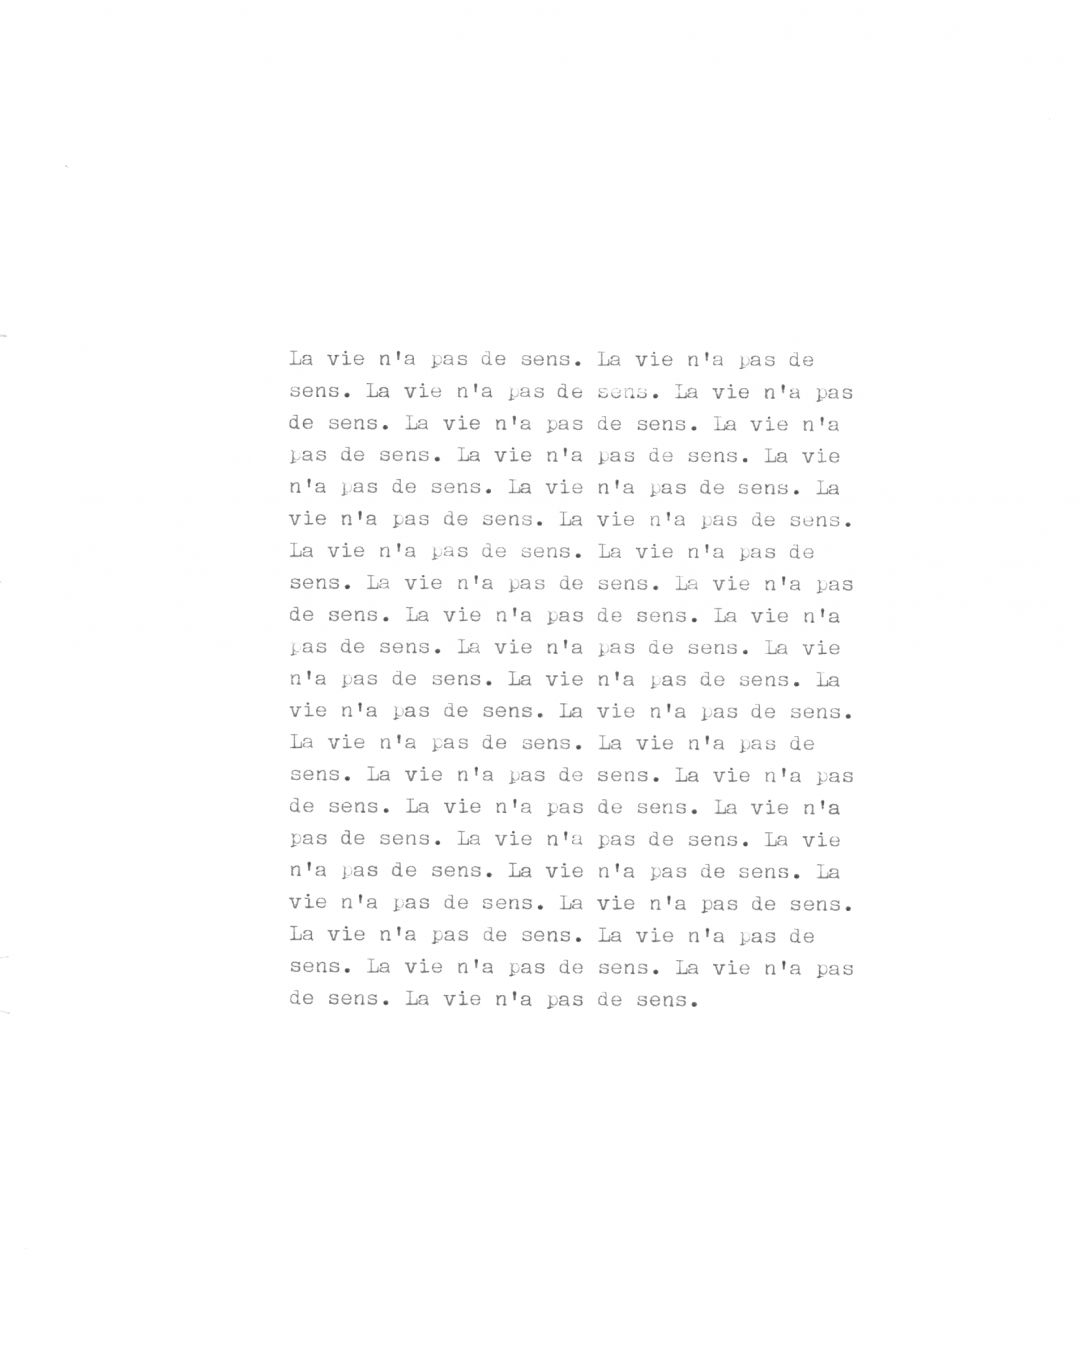 La vie n'a pas de sens. La vie n'a pas de
sens. La vie n'a pas de sens. La vie n'a pas
de sens. La vie n'a pas de sens. La vie n'a
pas de sens. La vie n'a pas de sens. La vie
n'a pas de sens. La vie n'a pas de sens. La
vie n'a pas de sens. La vie n'a pas de sens.
La vie n'a pas de sens. La vie n'a pas de
sens. La vie n'a pas de sens. La vie n'a pas
de sens. La vie n'a pas de sens. La vie n'a
pas de sens. La vie n'a pas de sens. La vie
n'a pas de sens. La vie n'a pas de sens. La
vie n'a pas de sens. La vie n'a pas de sens.
La vie n'a pas de sens. La vie n'a pas de
sens. La vie n'a pas de sens. La vie n'a pas
de sens. La vie n'a pas de sens. La vie n'a
pas de sens. La vie n'a pas de sens. La vie
n'a pas de sens. La vie n'a pas de sens. La
vie n'a pas de sens. La vie n'a pas de sens.
La vie n'a pas de sens. La vie n'a pas de
sens. La vie n'a pas de sens. La vie n'a pas
de sens. La vie n'a pas de sens.